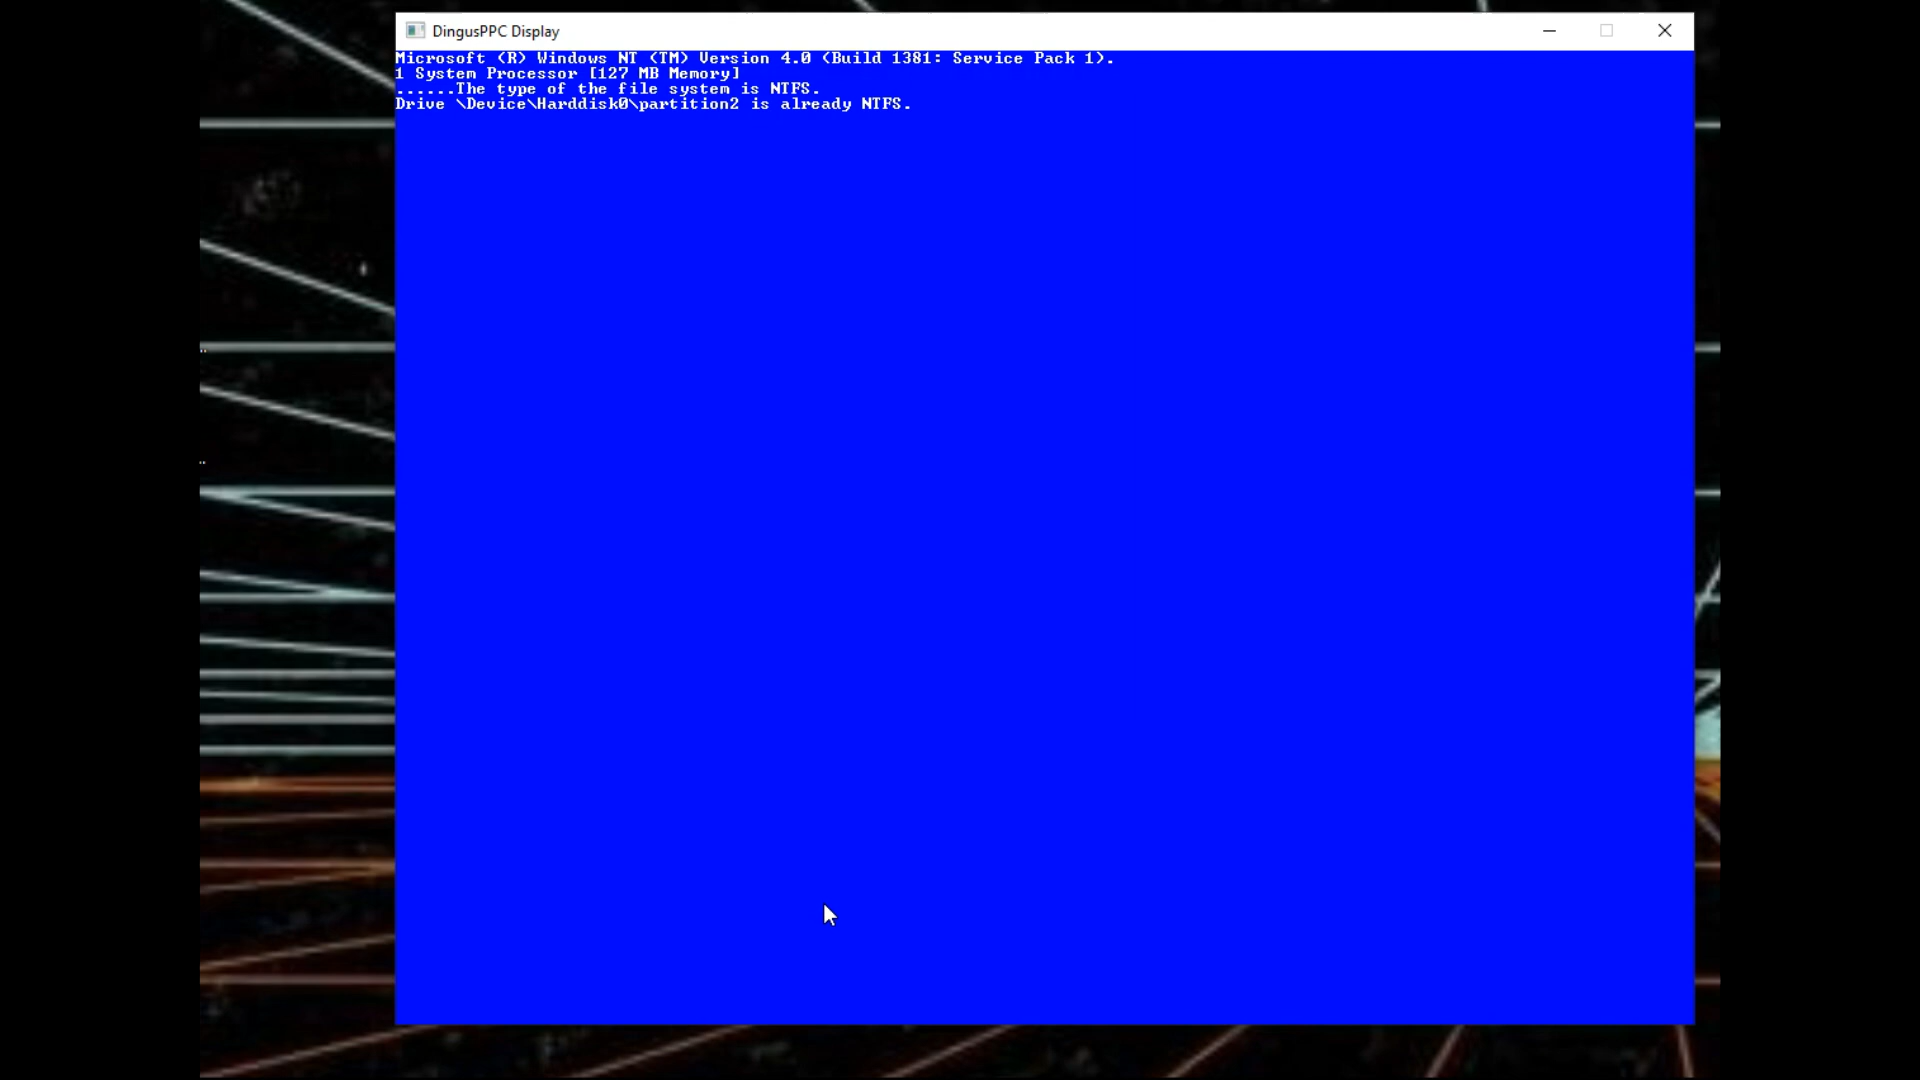 DingusPPC Display
Microsoft (R) Windows NT (TM) Version 4.0 (Build 1381: Service Pack 1).
1 System Processor [127 MB Memory]
......The type of the file system is NTFS.
Drive \Device\Harddisk0\partition2 is already NTFS.